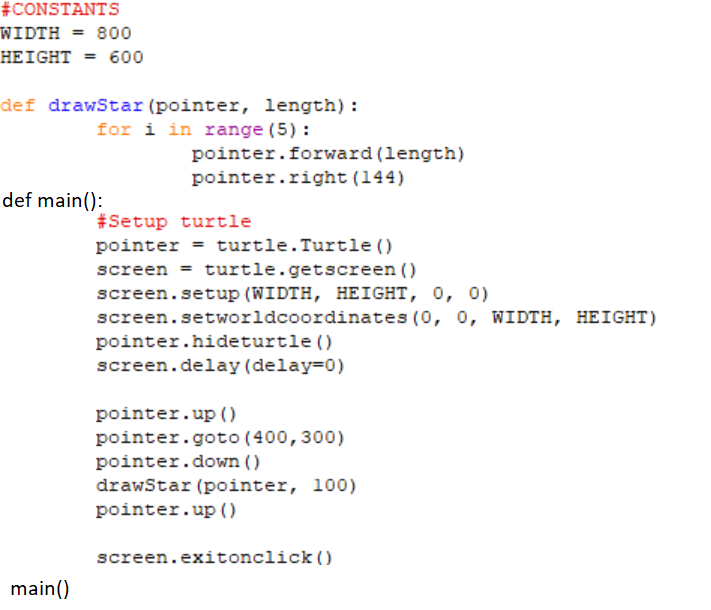 #CONSTANTS
WIDTH = 800
HEIGHT = 600

def drawStar(pointer, length):
        for i in range(5):
                pointer.forward(length)
                pointer.right(144)
def main():
        #Setup turtle
        pointer = turtle.Turtle()
        screen = turtle.getscreen()
        screen.setup(WIDTH, HEIGHT, 0, 0)
        screen.setworldcoordinates(0, 0, WIDTH, HEIGHT)
        pointer.hideturtle()
        screen.delay(delay=0)

        pointer.up()
        pointer.goto(400,300)
        pointer.down()
        drawStar(pointer, 100)
        pointer.up()

        screen.exitonclick()
main()